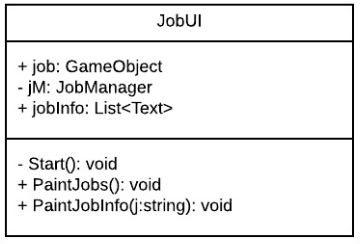 JobUI
+ job: GameObject
- jM: JobManager
+ jobInfo: List<Text>
- Start(): void
+ PaintJobs(): void
+ PaintJobInfo(j:string): void